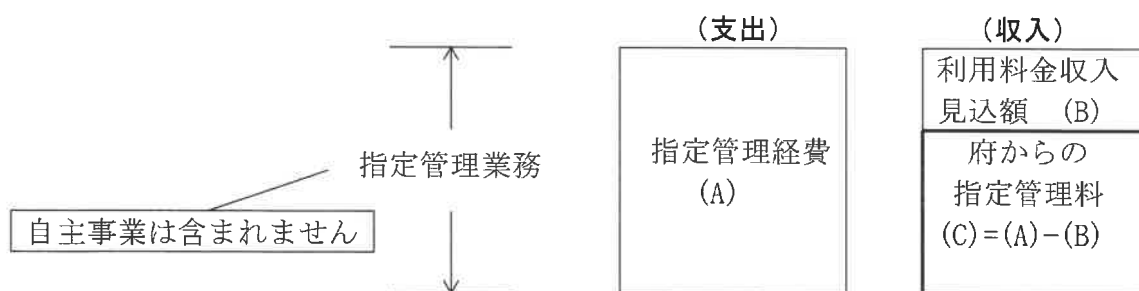 (支出)
(収入)
利用料金収入
見込額 (B)
指定管理業務
指定管理経費
(A)
府からの
指定管理料
(C)=(A)-(B)
自主事業は含まれません